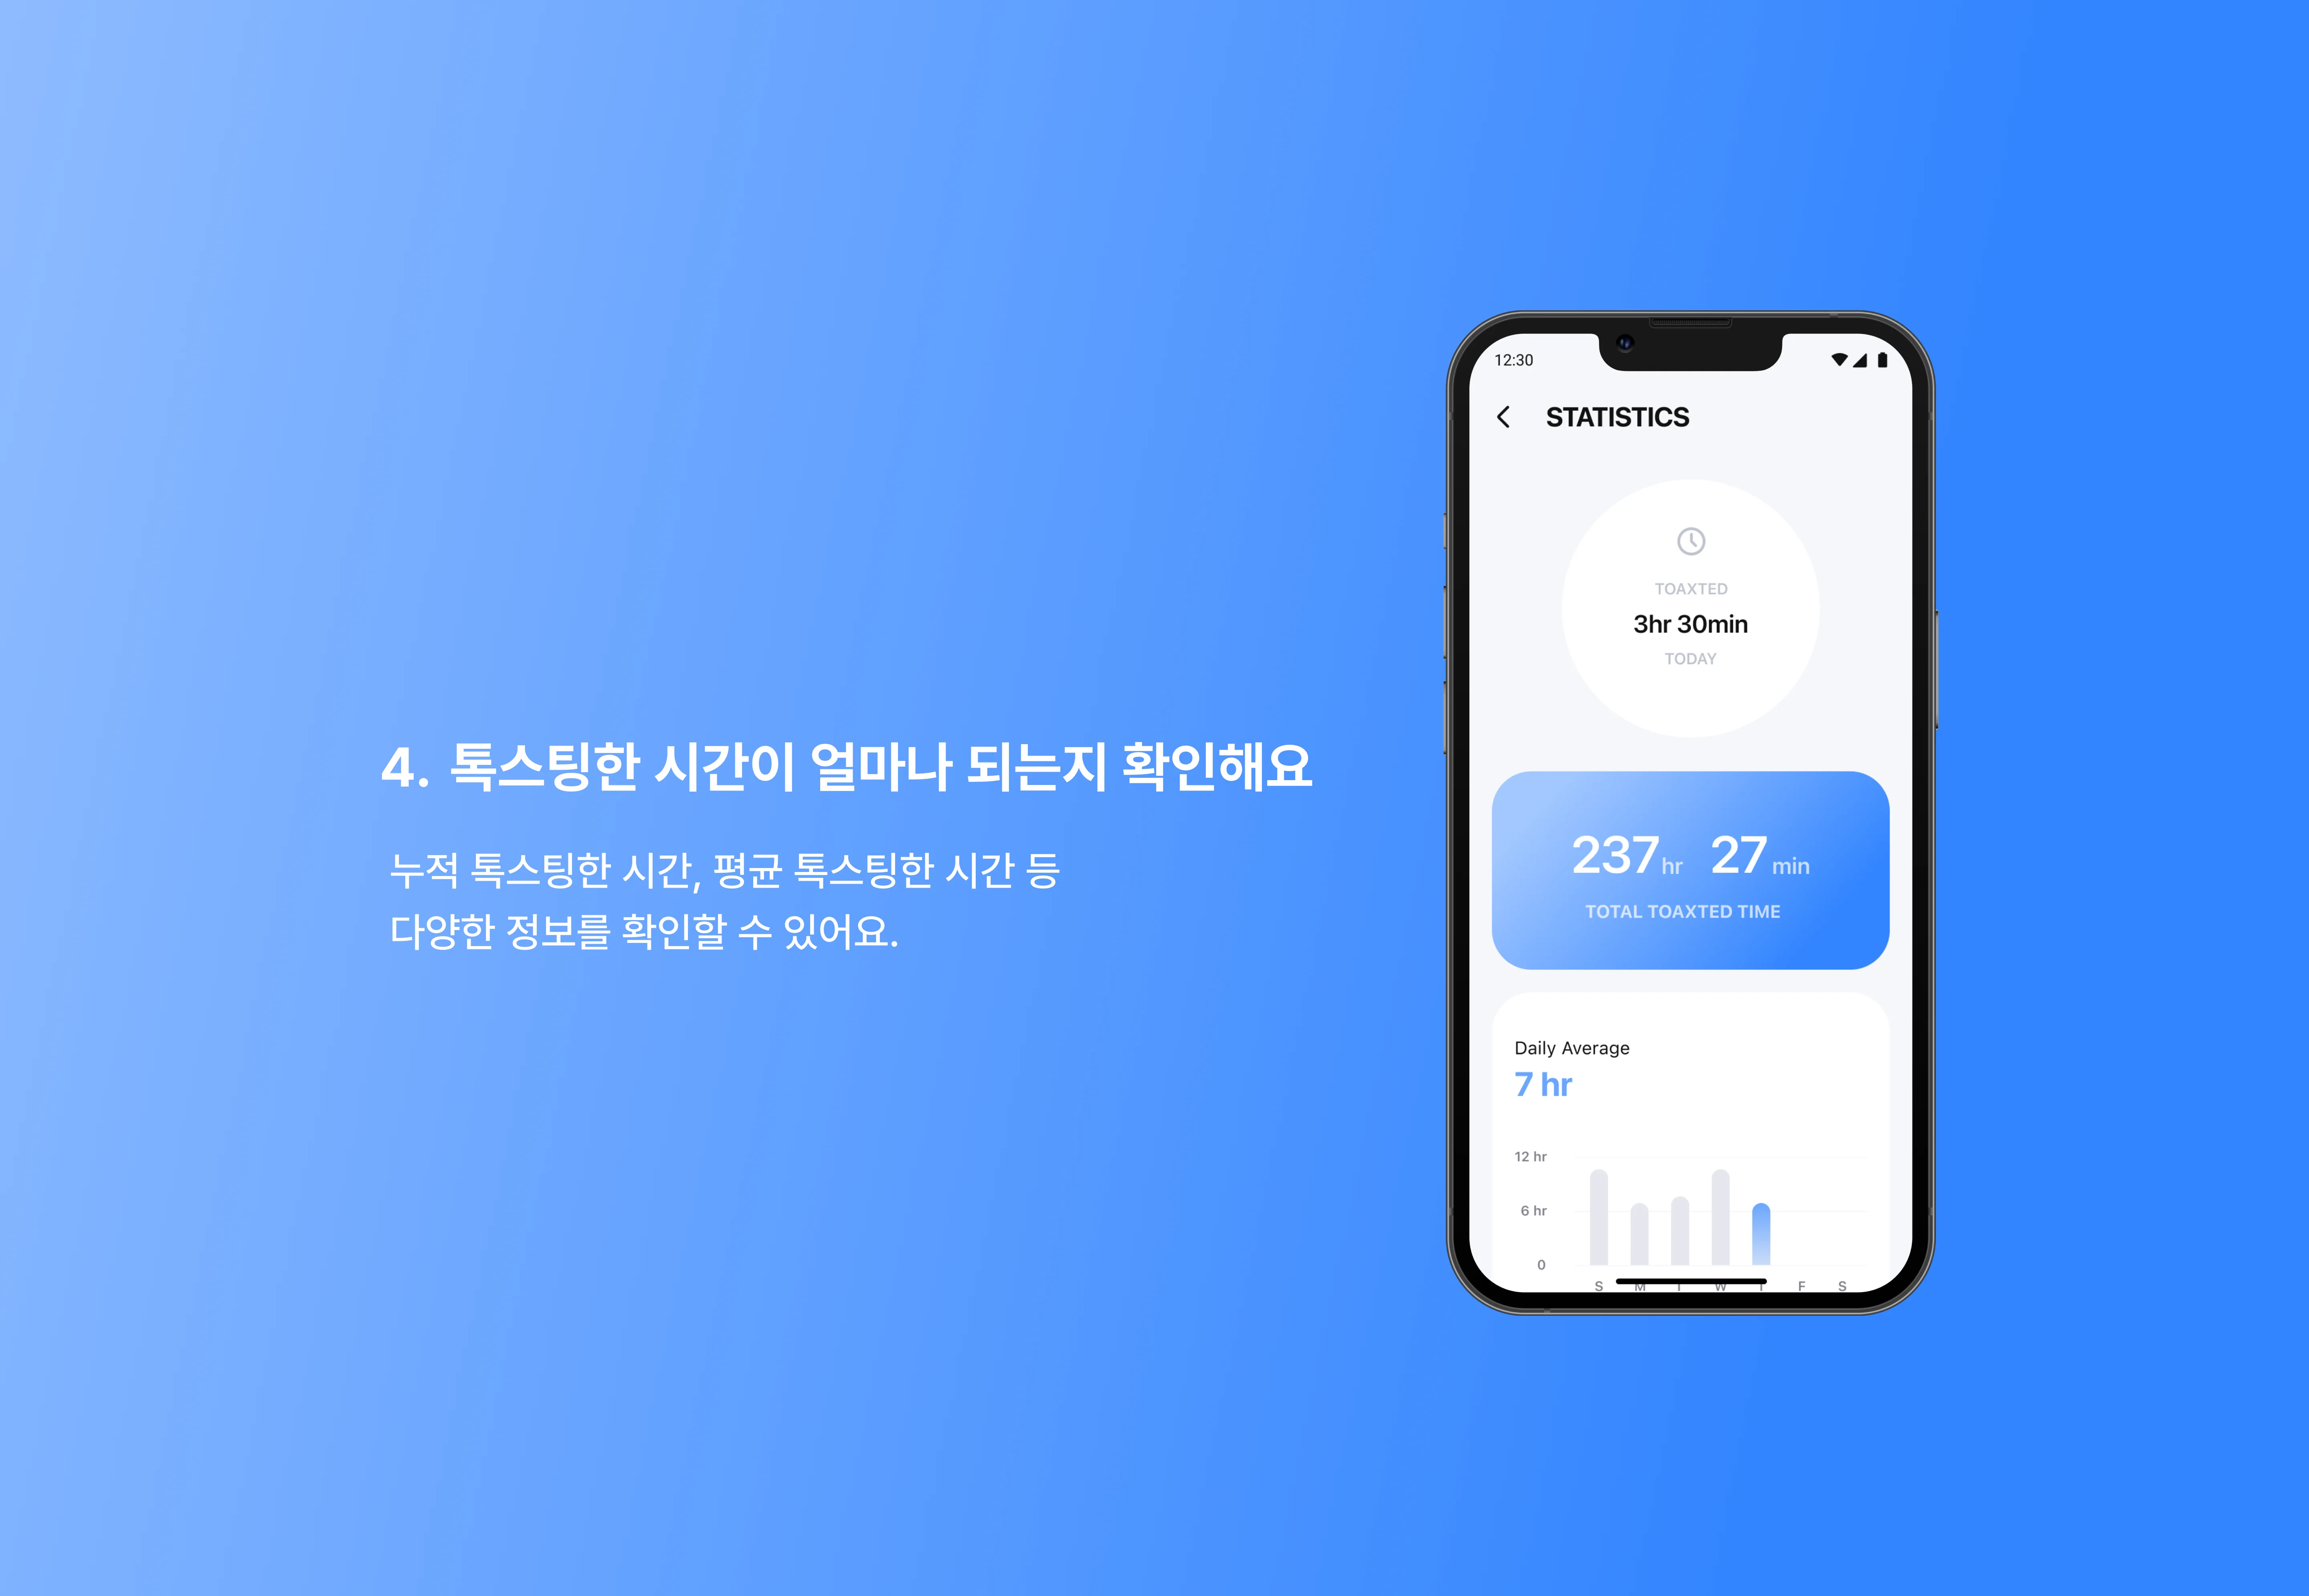 4. 톡스팅한 시간이 얼마나 되는지 확인해요
누적 톡스팅한 시간, 평균 톡스팅한 시간 등
다양한 정보를 확인할 수 있어요.
12:30
STATISTICS
TOAXTED
3hr 30min
TODAY
237 hr 27 min
TOTAL TOAXTED TIME
Daily Average
7 hr
12 hr
6 hr
0
S M T W T F S